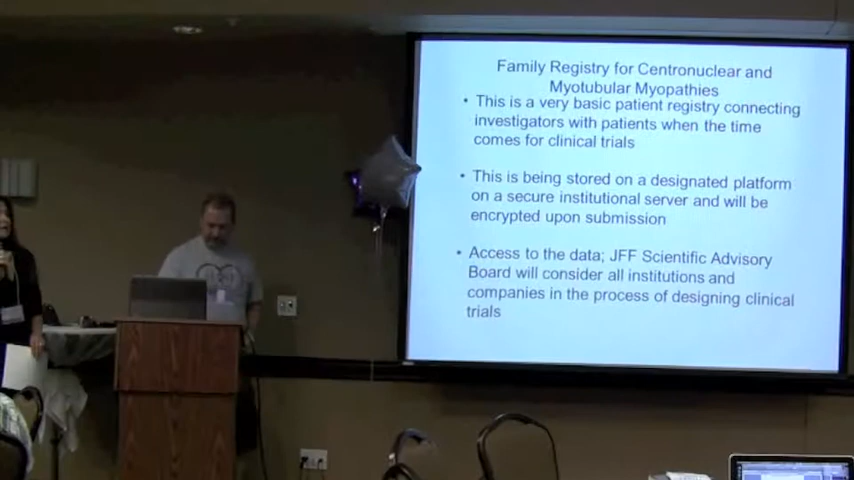 Family Registry for Centronuclear and
Myotubular Myopathies
• This is a very basic patient registry connecting
investigators with patients when the time
comes for clinical trials
• This is being stored on a designated platform
on a secure institutional server and will be
encrypted upon submission
• Access to the data; JFF Scientific Advisory
Board will consider all institutions and
companies in the process of designing clinical
trials